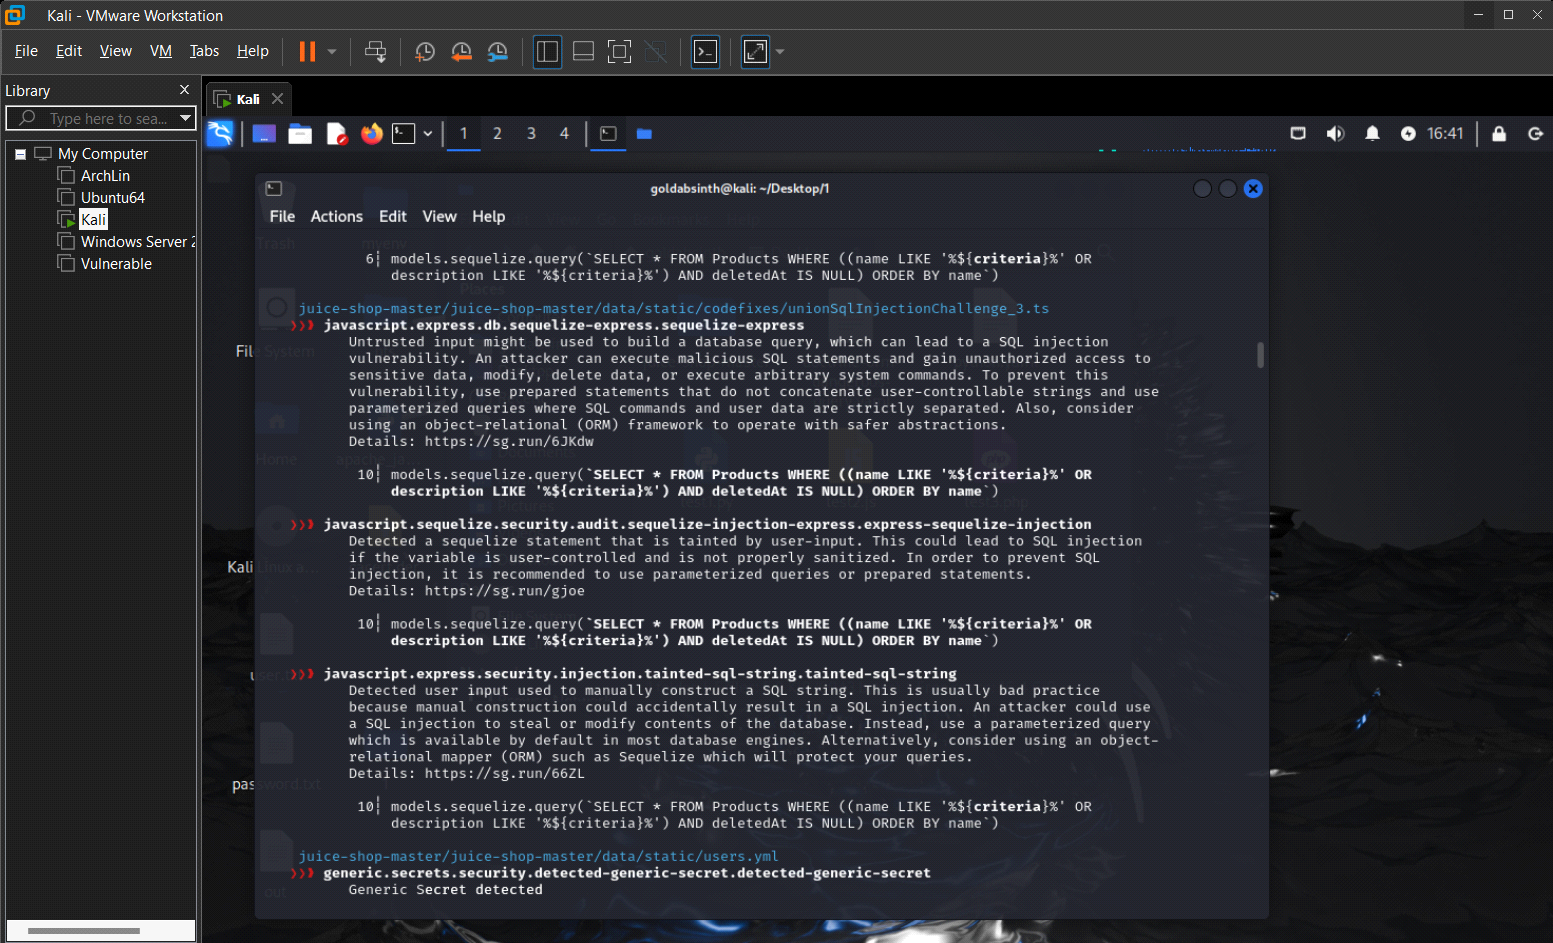 Kali - VMware Workstation
File Edit View VM Tabs Help
Library
Type here to sea...
My Computer
ArchLin
Ubuntu64
Kali
Windows Server 2
Vulnerable
Kali
1 2 3 4
16:41
goldabsinth@kali: ~/Desktop/1
File Actions Edit View Help
6¦ models.sequelize.query(`SELECT * FROM Products WHERE ((name LIKE '%${criteria}%' OR
description LIKE '%${criteria}%') AND deletedAt IS NULL) ORDER BY name`)
juice-shop-master/juice-shop-master/data/static/codefixes/unionSqlInjectionChallenge_3.ts
❯❯❱ javascript.express.db.sequelize-express.sequelize-express
Untrusted input might be used to build a database query, which can lead to a SQL injection
vulnerability. An attacker can execute malicious SQL statements and gain unauthorized access to
sensitive data, modify, delete data, or execute arbitrary system commands. To prevent this
vulnerability, use prepared statements that do not concatenate user-controllable strings and use
parameterized queries where SQL commands and user data are strictly separated. Also, consider
using an object-relational (ORM) framework to operate with safer abstractions.
Details: https://sg.run/6JKdw
10¦ models.sequelize.query(`SELECT * FROM Products WHERE ((name LIKE '%${criteria}%' OR
description LIKE '%${criteria}%') AND deletedAt IS NULL) ORDER BY name`)
❯❯❱ javascript.sequelize.security.audit.sequelize-injection-express.express-sequelize-injection
Detected a sequelize statement that is tainted by user-input. This could lead to SQL injection
if the variable is user-controlled and is not properly sanitized. In order to prevent SQL
injection, it is recommended to use parameterized queries or prepared statements.
Details: https://sg.run/gjoe
10¦ models.sequelize.query(`SELECT * FROM Products WHERE ((name LIKE '%${criteria}%' OR
description LIKE '%${criteria}%') AND deletedAt IS NULL) ORDER BY name`)
❯❯❱ javascript.express.security.injection.tainted-sql-string.tainted-sql-string
Detected user input used to manually construct a SQL string. This is usually bad practice
because manual construction could accidentally result in a SQL injection. An attacker could use
a SQL injection to steal or modify contents of the database. Instead, use a parameterized query
which is available by default in most database engines. Alternatively, consider using an object-
relational mapper (ORM) such as Sequelize which will protect your queries.
Details: https://sg.run/66ZL
10¦ models.sequelize.query(`SELECT * FROM Products WHERE ((name LIKE '%${criteria}%' OR
description LIKE '%${criteria}%') AND deletedAt IS NULL) ORDER BY name`)
juice-shop-master/juice-shop-master/data/static/users.yml
❯❯❱ generic.secrets.security.detected-generic-secret.detected-generic-secret
Generic Secret detected
Trash
File System
Home
Kali Linux a...
password.txt
out